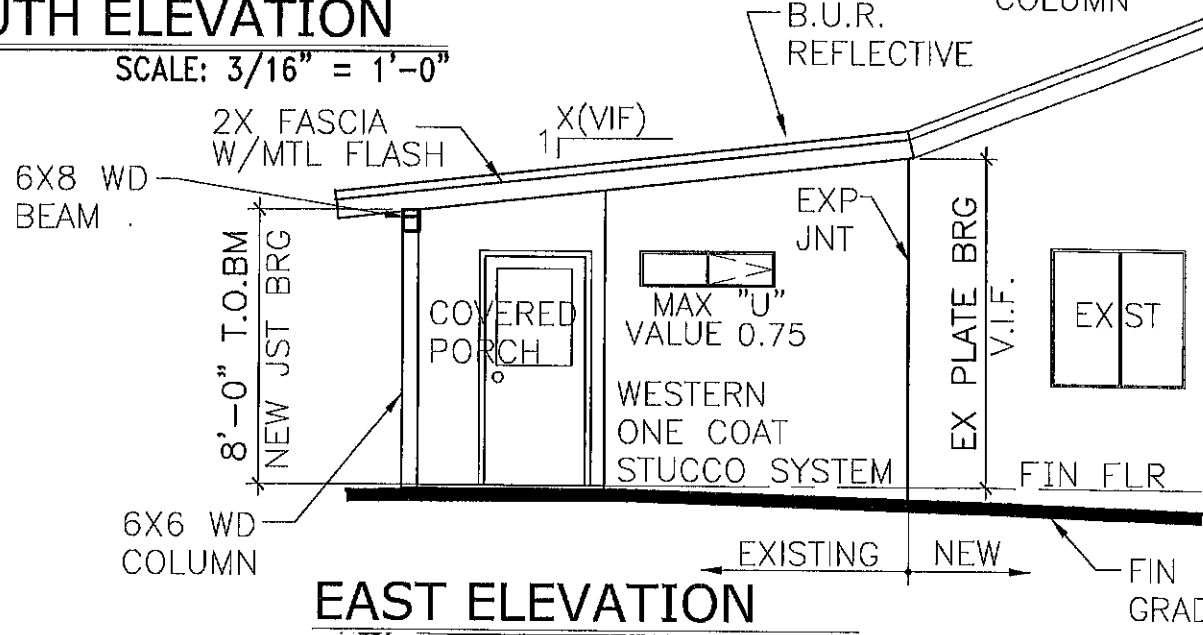 UTH ELEVATION
SCALE: 3/16" = 1'-0"
COLUMN
B.U.R.
REFLECTIVE
2X FASCIA
W/MTL FLASH
1
X(VIF)
6X8 WD
BEAM
8'-0" T.O.BM
NEW JST BRG
COVERED
PORCH
MAX "U"
VALUE 0.75
EXP
JNT
EX PLATE BRG
V.I.F.
EXIST
WESTERN
ONE COAT
STUCCO SYSTEM
FIN FLR
6X6 WD
COLUMN
EXISTING
NEW
FIN
GRAD
EAST ELEVATION